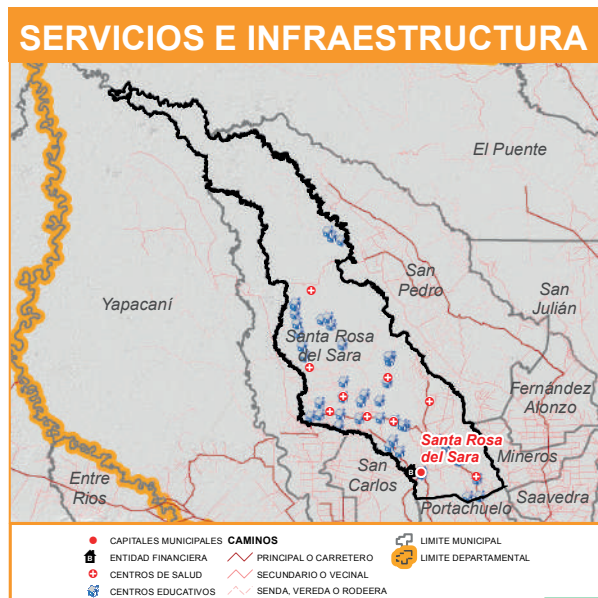 SERVICIOS E INFRAESTRUCTURA
El Puente
San
Pedro
San
Julián
Yapacaní
Santa Rosa
del Sara
Fernández
Alonzo
Santa Rosa
del Sara
Mineros
San
Carlos
Entre
Rios
B
Saavedra
Portachuelo
CAPITALES MUNICIPALES
B ENTIDAD FINANCIERA
CENTROS DE SALUD
CENTROS EDUCATIVOS
CAMINOS
PRINCIPAL O CARRETERO
SECUNDARIO O VECINAL
SENDA, VEREDA O RODEERA
LIMITE MUNICIPAL
LIMITE DEPARTAMENTAL